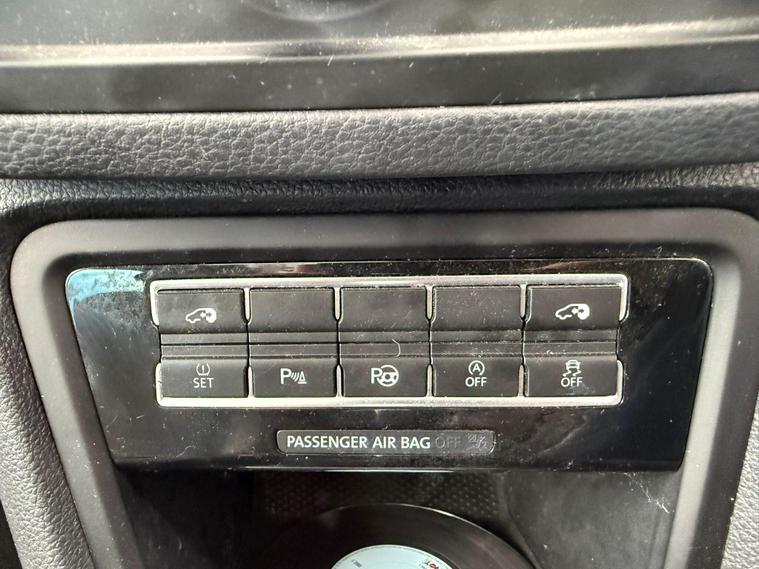 SET
P
P
A
OFF
OFF
PASSENGER AIR BAG OFF